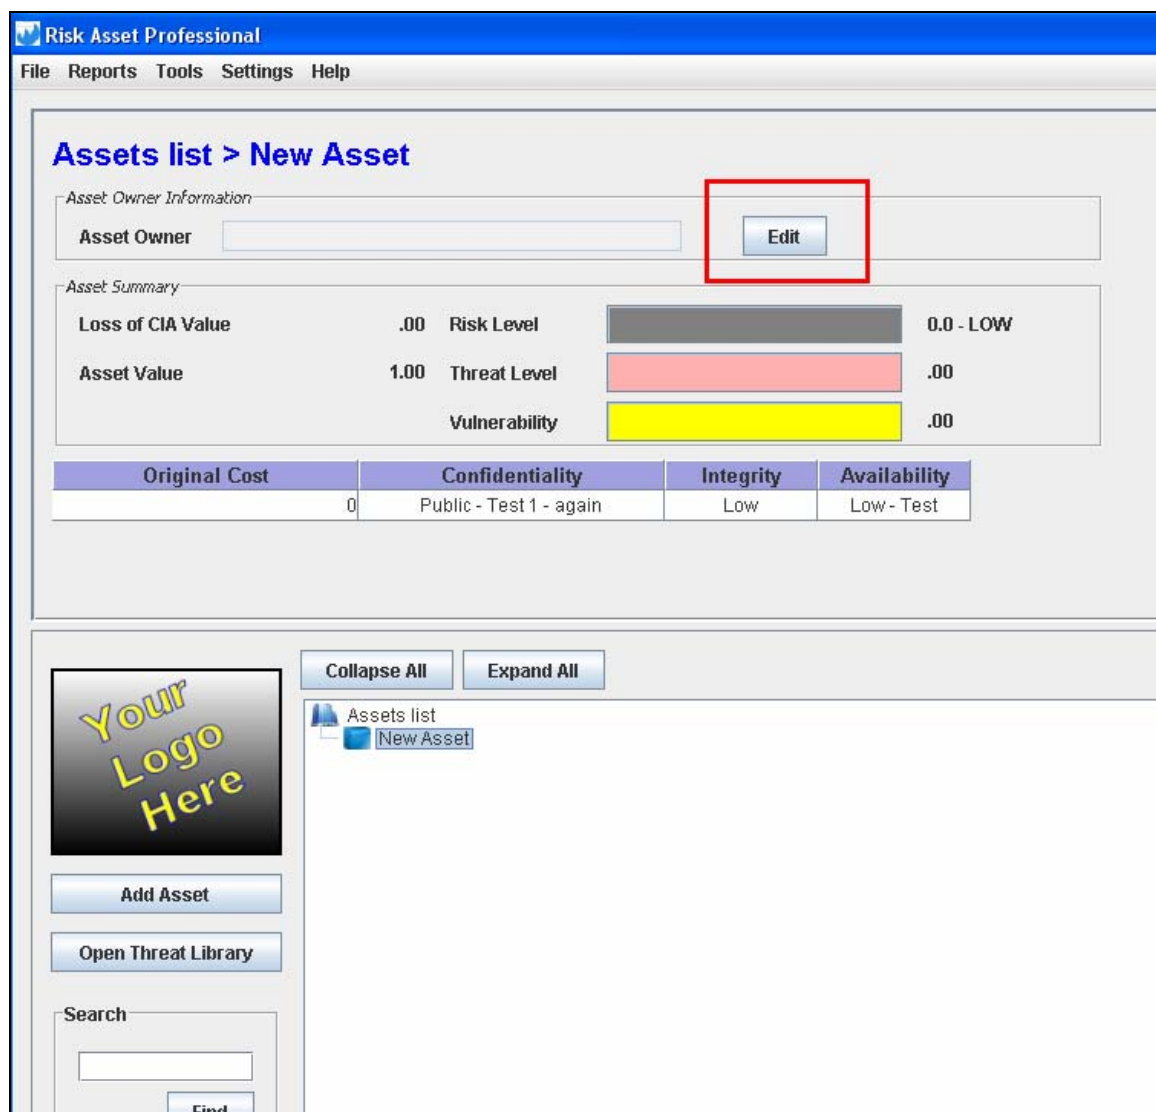 Risk Asset Professional
File Reports Tools Settings Help
Assets list > New Asset
Asset Owner Information
Asset Owner
Edit
Asset Summary
Loss of CIA Value .00 Risk Level 0.0 - LOW
Asset Value 1.00 Threat Level .00
Vulnerability .00
Original Cost Confidentiality Integrity Availability
0 Public - Test 1 - again Low Low - Test
Collapse All Expand All
Your
Logo
Here
Assets list
New Asset
Add Asset
Open Threat Library
Search
Find